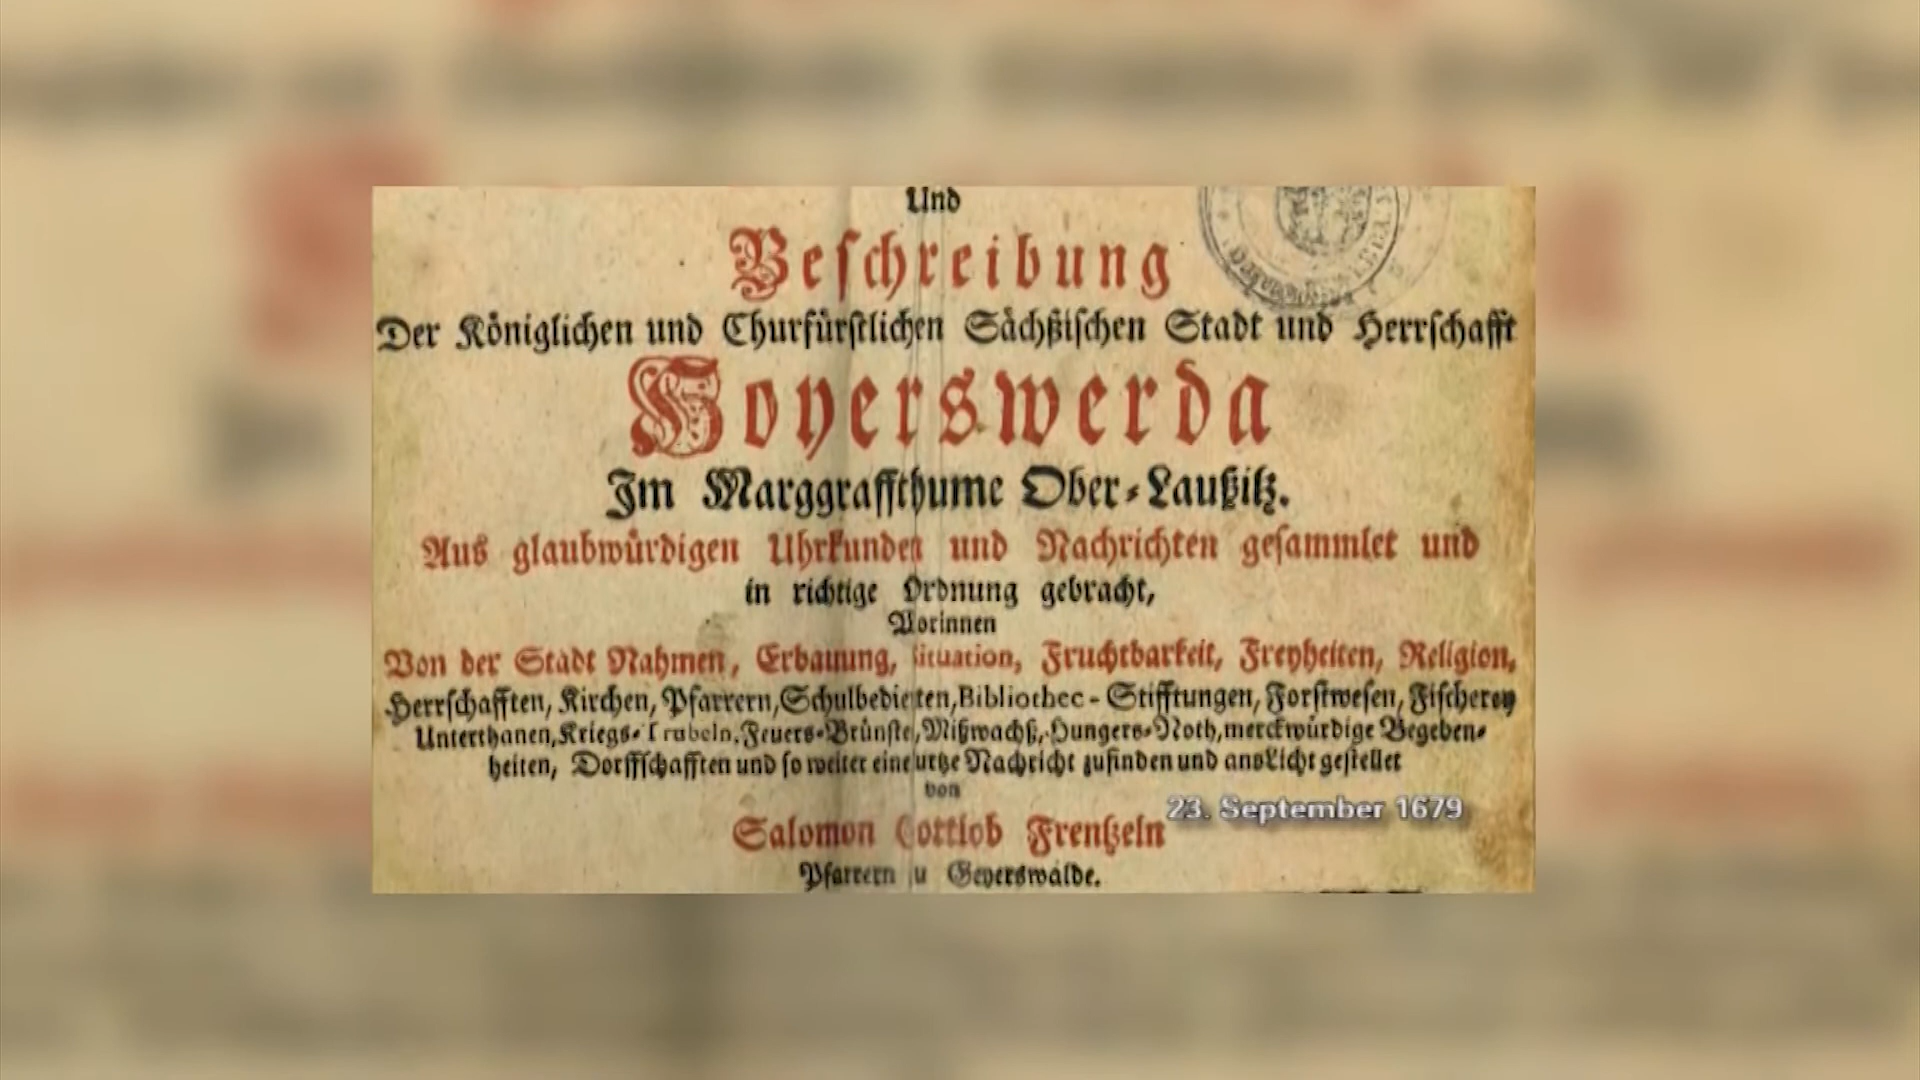 Und
Beſchreibung
Der Königlichen und Churfürſtlichen Sächßiſchen Stadt und Herrſchafft
Hoyerswerda
Im Marggraffthume Ober-Laußitz.
Aus glaubwürdigen Uhrkunden und Nachrichten geſammlet und
in richtige Ordnung gebracht,
Worinnen
Von der Stadt Nahmen, Erbauung, Situation, Fruchtbarkeit, Freyheiten, Religion,
Herrſchafften, Kirchen, Pfarrern, Schulbedienten, Bibliothec-Stifftungen, Forſtweſen, Fiſcherey
Unterthanen, Kriegs-Trubeln, Feuers-Brünſte, Mißwachß, Hungers-Noth, merckwürdige Begeben-
heiten, Dorffſchafften und ſo weiter eine kurtze Nachricht zufinden und ans Licht geſtellet
von
23. September 1679
Salomon Gottlob Frentzeln
Pfarrern zu Geyerswalde.